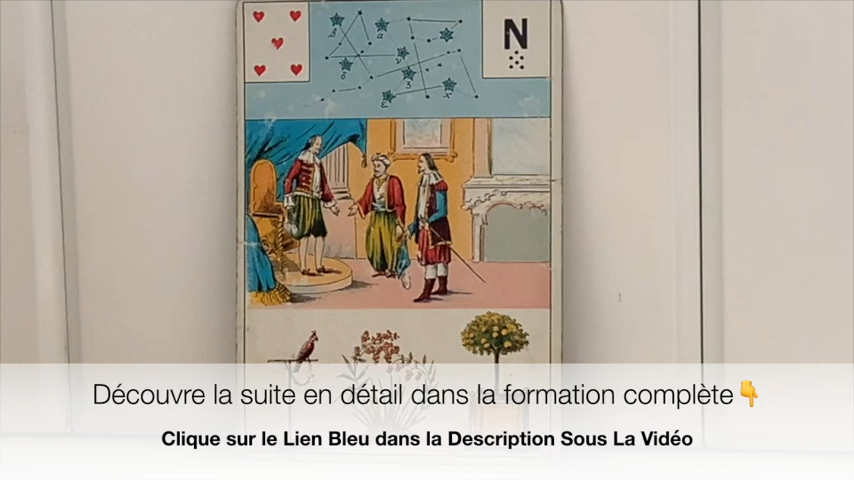 N
Découvre la suite en détail dans la formation complète👇
Clique sur le Lien Bleu dans la Description Sous La Vidéo